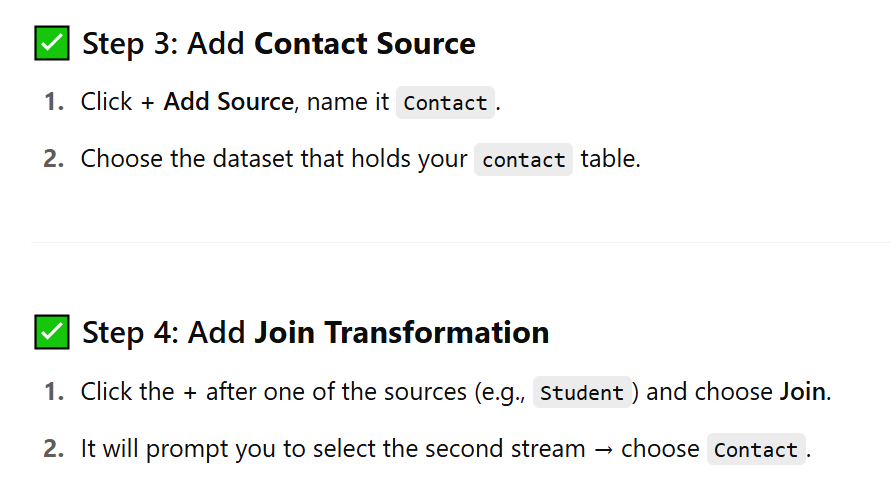 ✅ Step 3: Add Contact Source
1. Click + Add Source, name it Contact.
2. Choose the dataset that holds your contact table.
✅ Step 4: Add Join Transformation
1. Click the + after one of the sources (e.g., Student) and choose Join.
2. It will prompt you to select the second stream → choose Contact.